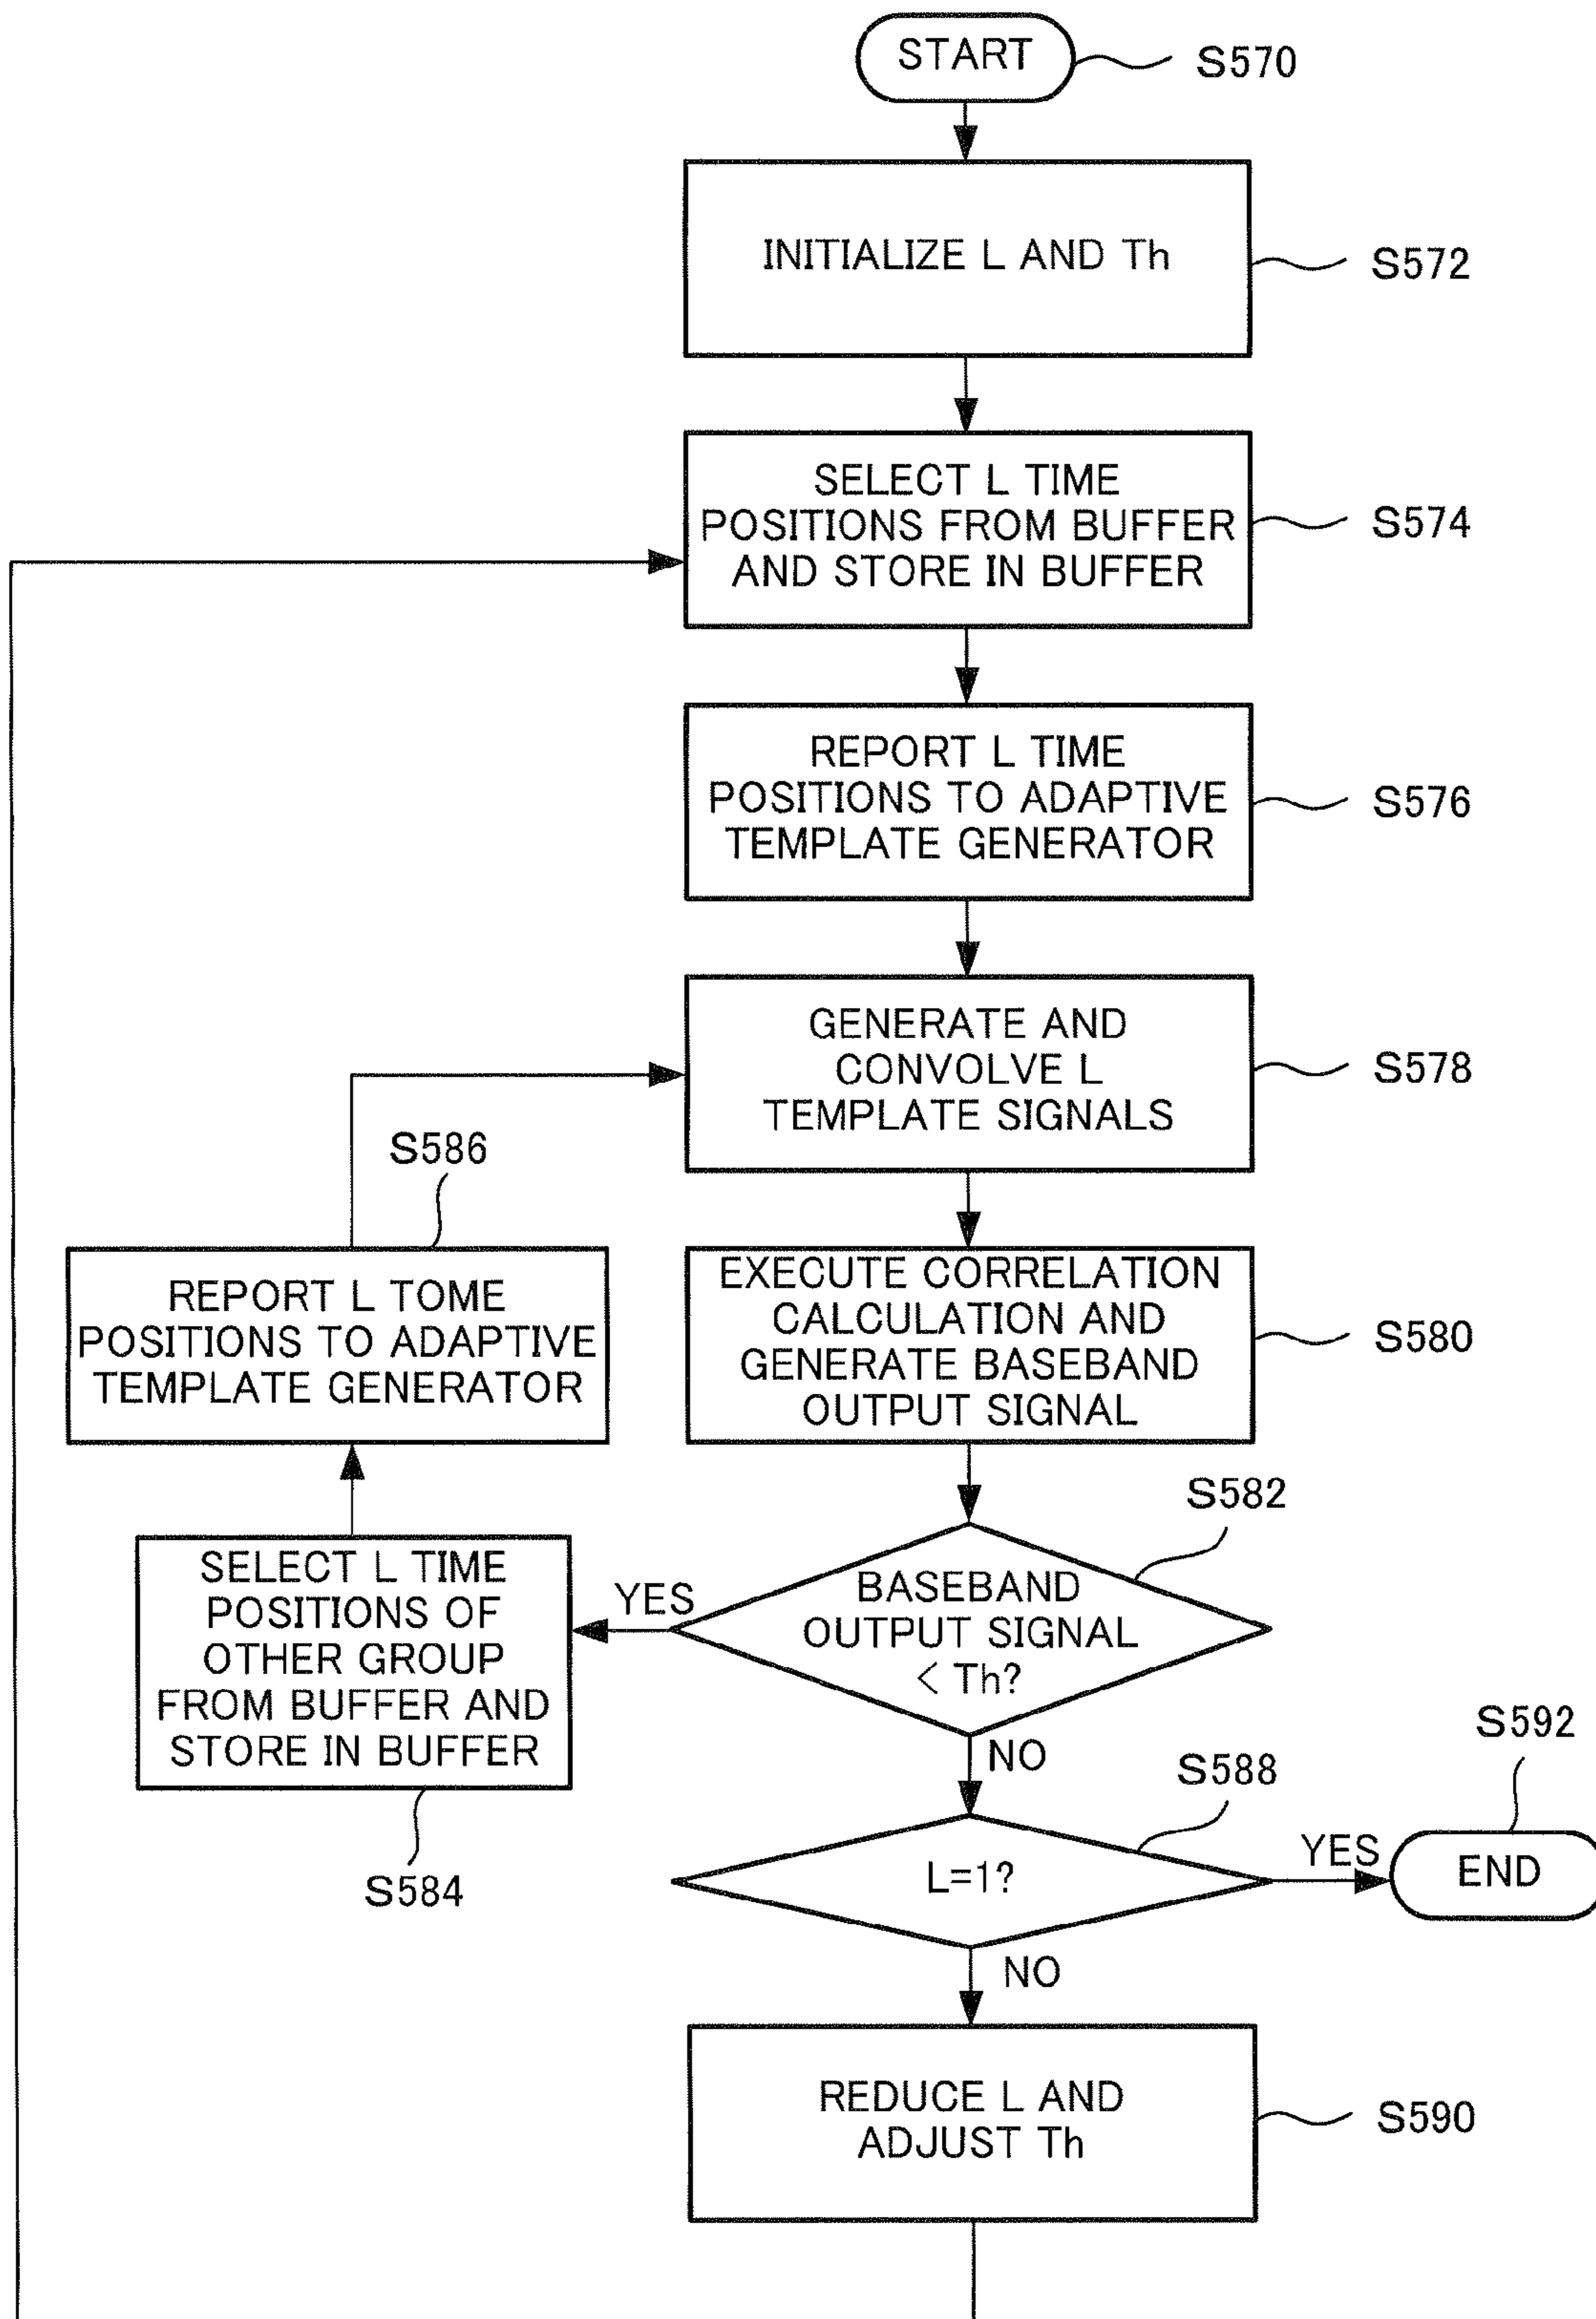 START
S570
INITIALIZE L AND Th
S572
SELECT L TIME
POSITIONS FROM BUFFER
AND STORE IN BUFFER
S574
REPORT L TIME
POSITIONS TO ADAPTIVE
TEMPLATE GENERATOR
S576
GENERATE AND
CONVOLVE L
TEMPLATE SIGNALS
S578
S586
REPORT L TOME
POSITIONS TO ADAPTIVE
TEMPLATE GENERATOR
EXECUTE CORRELATION
CALCULATION AND
GENERATE BASEBAND
OUTPUT SIGNAL
S580
S582
BASEBAND
OUTPUT SIGNAL
< Th?
YES
SELECT L TIME
POSITIONS OF
OTHER GROUP
FROM BUFFER AND
STORE IN BUFFER
S584
NO
S588
L=1?
YES
S592
END
NO
REDUCE L AND
ADJUST Th
S590